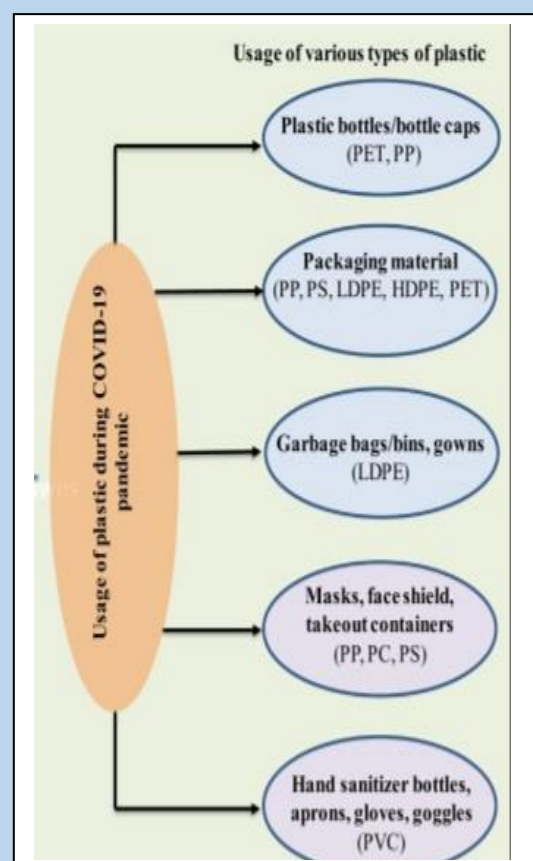 Usage of various types of plastic
Plastic bottles/bottle caps
(PET, PP)
Packaging material
(PP, PS, LDPE, HDPE, PET)
Garbage bags/bins, gowns
(LDPE)
Masks, face shield,
takeout containers
(PP, PC, PS)
Hand sanitizer bottles,
aprons, gloves, goggles
(PVC)
Usage of plastic during COVID-19
pandemic